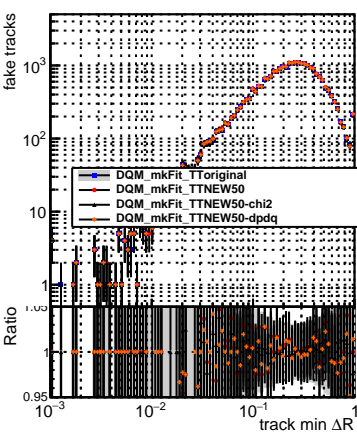 fake tracks
10³
10²
10
1
DQM_mkFit_TToriginal
DQM_mkFit_TTNEW50
DQM_mkFit_TTNEW50-chi2
DQM_mkFit_TTNEW50-dpdq
Ratio
1.05
1
0.95
10⁻³
10⁻²
10⁻¹
1
track min ΔR